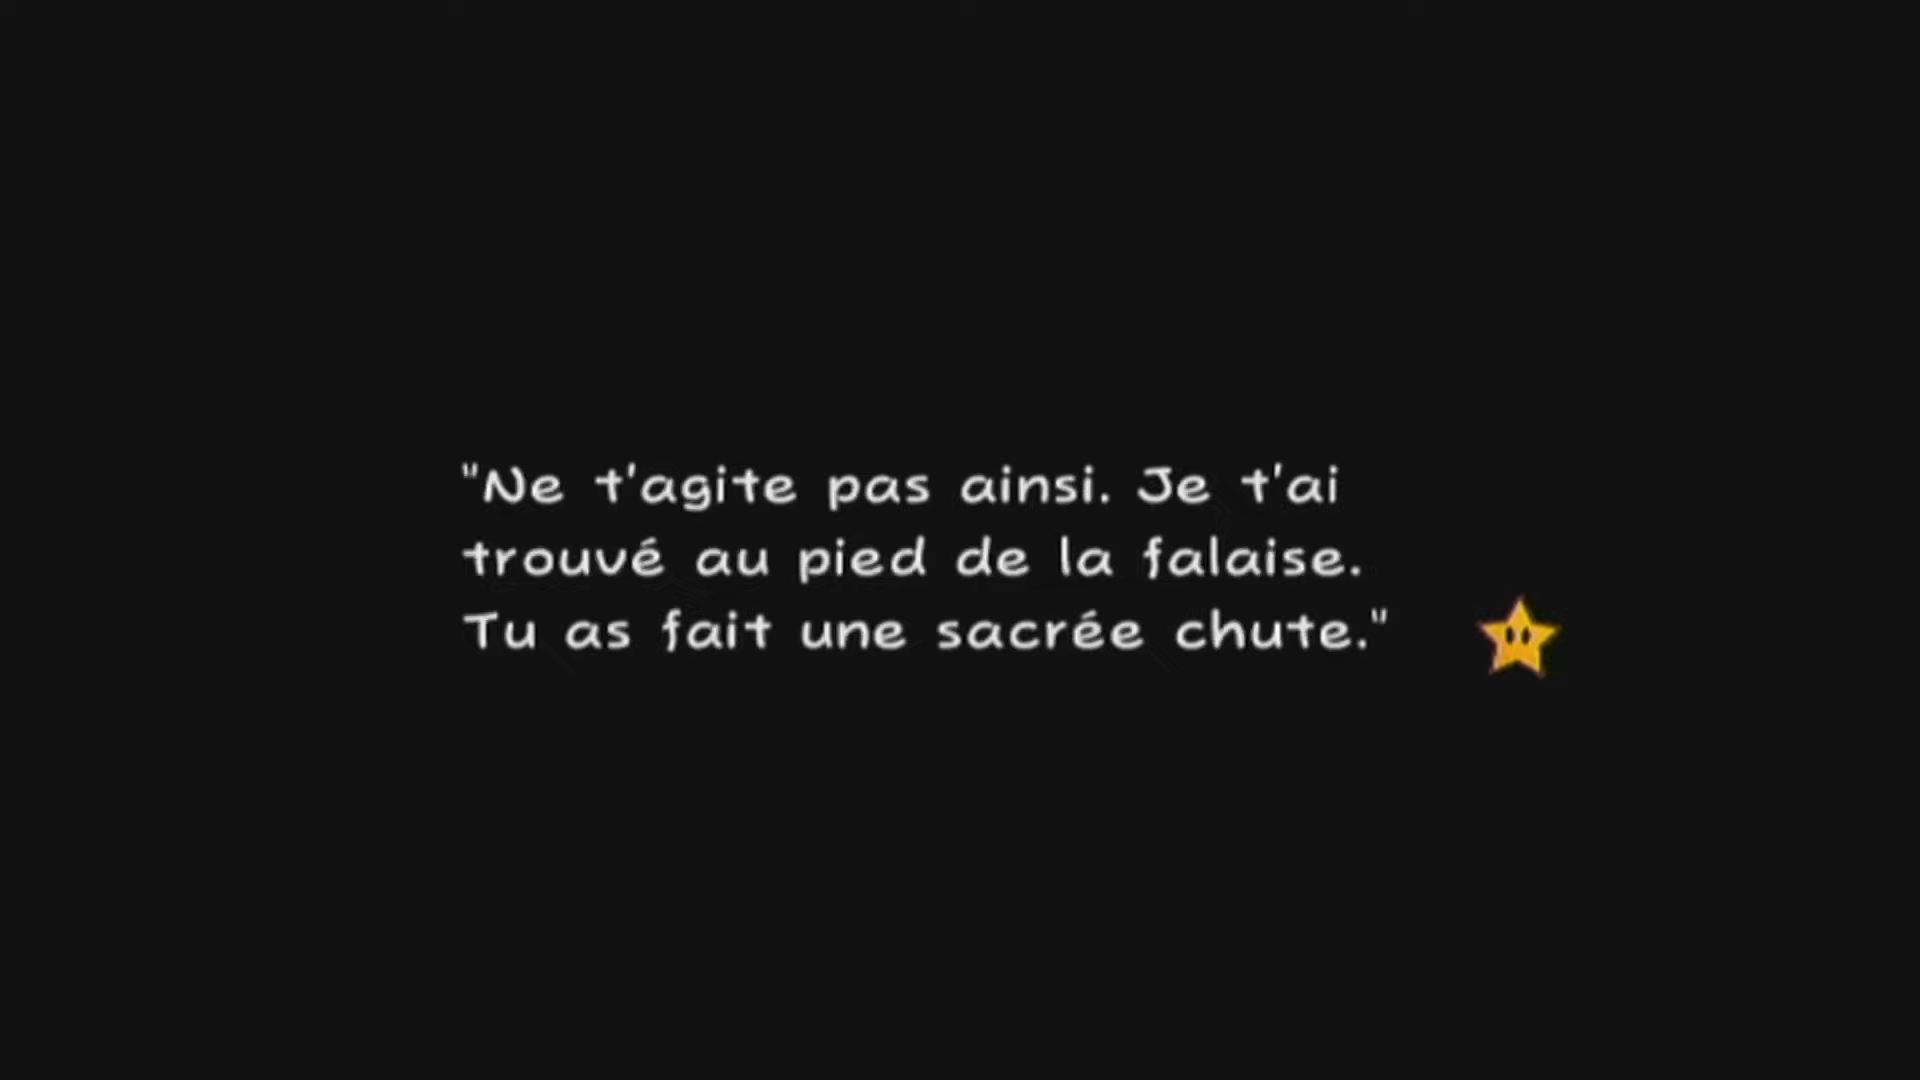 "Ne t'agite pas ainsi. Je t'ai
trouvé au pied de la falaise.
Tu as fait une sacrée chute."